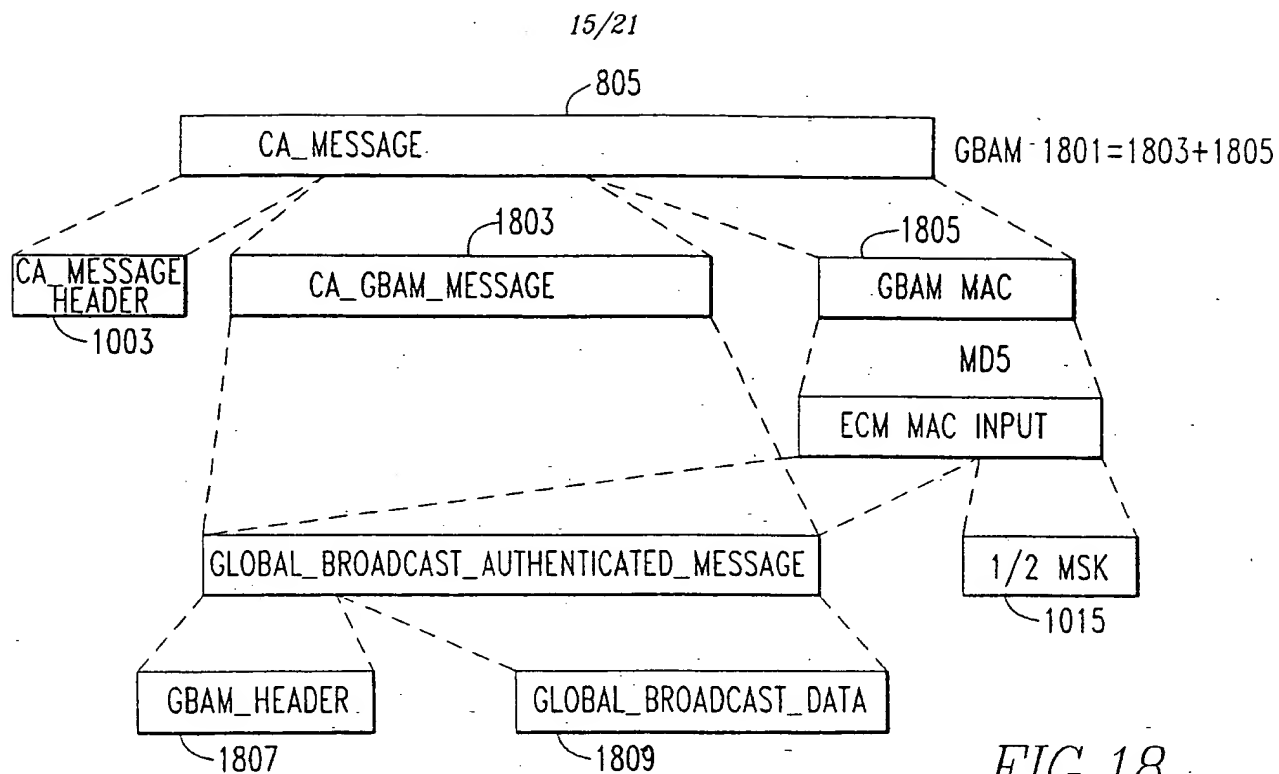 15/21
805
CA_MESSAGE
GBAM 1801=1803+1805
1803
1805
CA_MESSAGE
HEADER
CA_GBAM_MESSAGE
GBAM MAC
1003
MD5
ECM MAC INPUT
GLOBAL_BROADCAST_AUTHENTICATED_MESSAGE
1/2 MSK
1015
GBAM_HEADER
GLOBAL_BROADCAST_DATA
1807
1809
FIG. 18